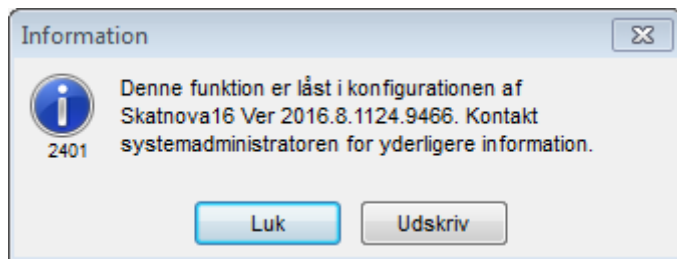 Information
Denne funktion er låst i konfigurationen af
Skatnova16 Ver 2016.8.1124.9466. Kontakt
systemadministratoren for yderligere information.
2401
Luk
Udskriv